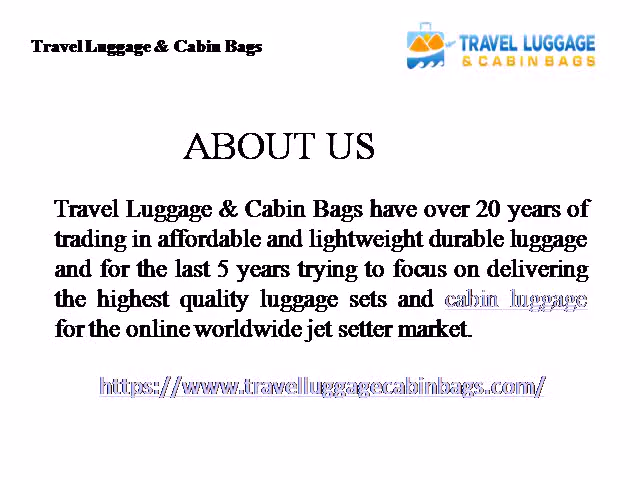 Travel Luggage & Cabin Bags
TRAVEL LUGGAGE
& CABIN BAGS
ABOUT US
Travel Luggage & Cabin Bags have over 20 years of
trading in affordable and lightweight durable luggage
and for the last 5 years trying to focus on delivering
the highest quality luggage sets and cabin luggage
for the online worldwide jet setter market.
https://www.travelluggagecabinbags.com/